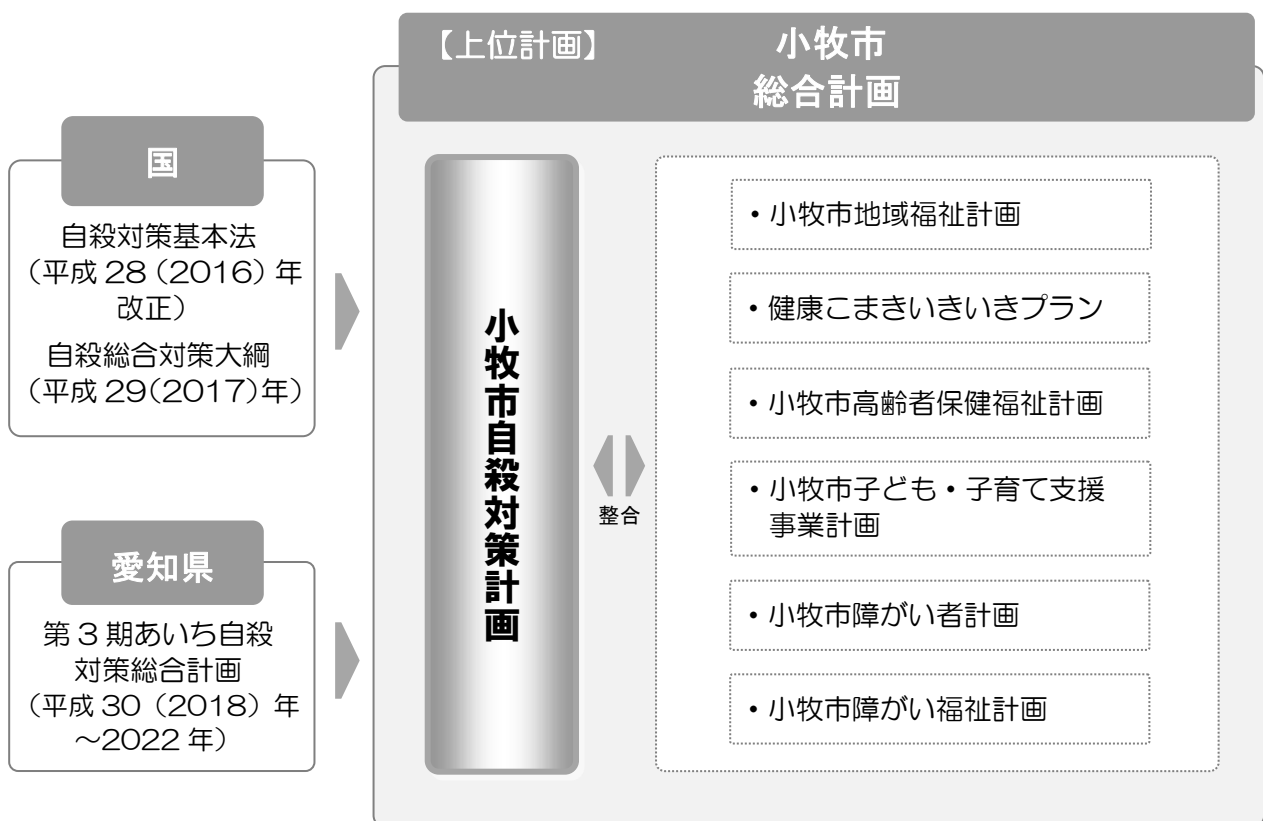 【上位計画】
小牧市
総合計画
国
自殺対策基本法
（平成 28（2016）年
改正）
自殺総合対策大綱
（平成 29(2017)年）
愛知県
第 3 期あいち自殺
対策総合計画
（平成 30（2018）年
～2022 年）
小牧市自殺対策計画
整合
・小牧市地域福祉計画
・健康こまきいきいきプラン
・小牧市高齢者保健福祉計画
・小牧市子ども・子育て支援
事業計画
・小牧市障がい者計画
・小牧市障がい福祉計画